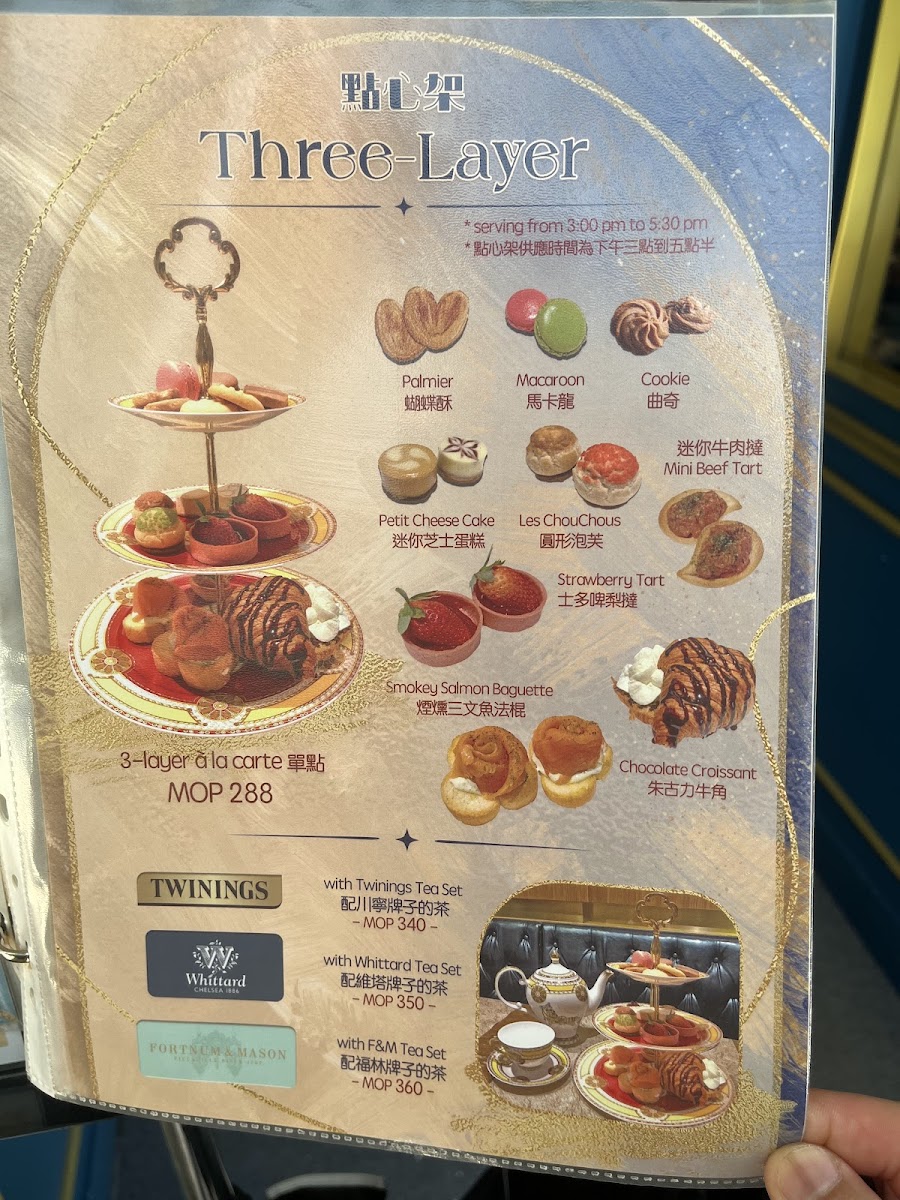 點心架
Three-Layer
* serving from 3:00 pm to 5:30 pm
* 點心架供應時間為下午三點到五點半
Palmier
蝴蝶酥
Macaroon
馬卡龍
Cookie
曲奇
Petit Cheese Cake
迷你芝士蛋糕
Les ChouChous
圓形泡芙
迷你牛肉撻
Mini Beef Tart
Strawberry Tart
士多啤梨撻
Smokey Salmon Baguette
煙燻三文魚法棍
Chocolate Croissant
朱古力牛角
3-layer à la carte 單點
MOP 288
TWININGS
with Twinings Tea Set
配川寧牌子的茶
- MOP 340 -
W
Whittard
CHELSEA 1886
with Whittard Tea Set
配維塔牌子的茶
- MOP 350 -
FORTNUM & MASON
with F&M Tea Set
配福林牌子的茶
- MOP 360 -